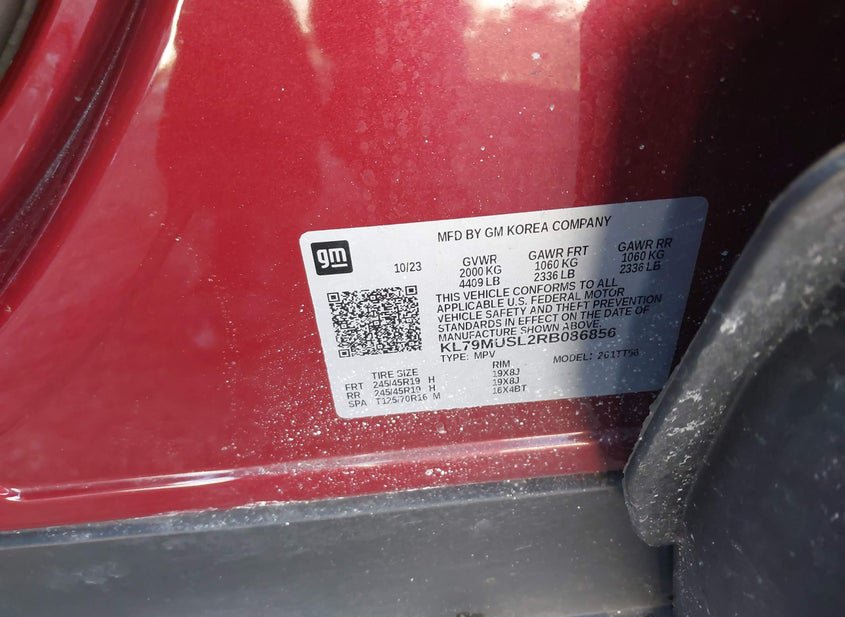 MFD BY GM KOREA COMPANY
gm
10/23
GVWR GAWR FRT GAWR RR
2000 KG 1060 KG 1060 KG
4409 LB 2336 LB 2336 LB
THIS VEHICLE CONFORMS TO ALL
APPLICABLE U.S. FEDERAL MOTOR
VEHICLE SAFETY AND THEFT PREVENTION
STANDARDS IN EFFECT ON THE DATE OF
MANUFACTURE SHOWN ABOVE.
KL79MUSL2RB086856
TYPE: MPV MODEL:
TIRE SIZE RIM
FRT 245/45R19 H 19X8J
RR 245/45R19 H 19X8J
SPA T125/70R16 M 16X4BT